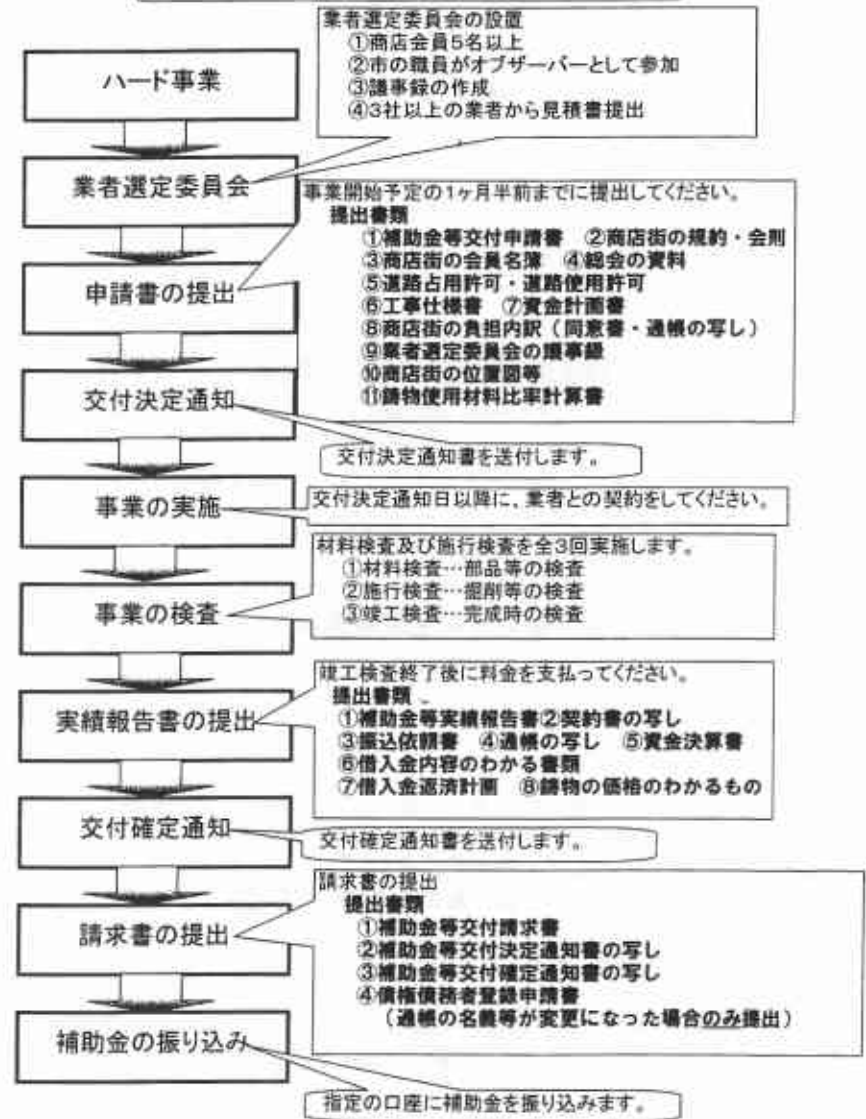 ハード事業
業者選定委員会の設置
①商店会員5名以上
②市の職員がオブザーバーとして参加
③議事録の作成
④3社以上の業者から見積書提出
業者選定委員会
申請書の提出
事業開始予定の1ヶ月半前までに提出してください。
提出書類
①補助金等交付申請書 ②商店街の規約・会則
③商店街の会員名簿 ④総会の資料
⑤道路占用許可・道路使用許可
⑥工事仕様書 ⑦資金計画書
⑧商店街の負担内訳(同意書・通帳の写し)
⑨業者選定委員会の議事録
⑩商店街の位置図等
⑪鋳物使用材料比率計算書
交付決定通知
交付決定通知書を送付します。
事業の実施
交付決定通知日以降に、業者との契約をしてください。
事業の検査
材料検査及び施行検査を全3回実施します。
①材料検査…部品等の検査
②施行検査…掘削等の検査
③竣工検査…完成時の検査
実績報告書の提出
竣工検査終了後に料金を支払ってください。
提出書類
①補助金等実績報告書②契約書の写し
③振込依頼書 ④通帳の写し ⑤資金決算書
⑥借入金内容のわかる書類
⑦借入金返済計画 ⑧鋳物の価格のわかるもの
交付確定通知
交付確定通知書を送付します。
請求書の提出
請求書の提出
提出書類
①補助金等交付請求書
②補助金等交付決定通知書の写し
③補助金等交付確定通知書の写し
④債権債務者登録申請書
(通帳の名義等が変更になった場合のみ提出)
補助金の振り込み
指定の口座に補助金を振り込みます。